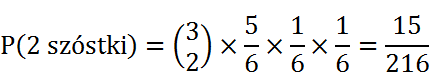 P(2 szóstki) = (3 2) × 5/6 × 1/6 × 1/6 = 15/216